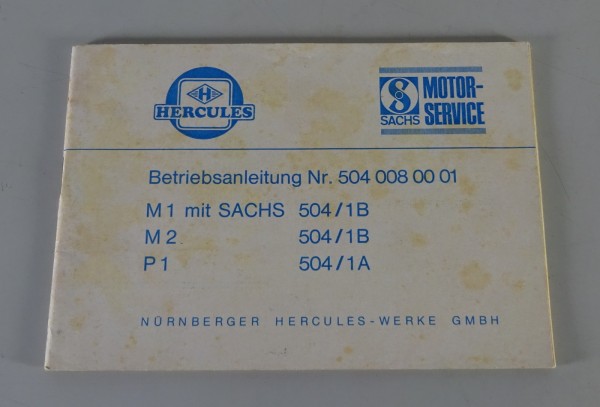 H
HERCULES
S
SACHS
MOTOR-
SERVICE
Betriebsanleitung Nr. 504 008 00 01
M 1 mit SACHS 504/1B
M 2 504/1B
P 1 504/1A
NÜRNBERGER HERCULES-WERKE GMBH